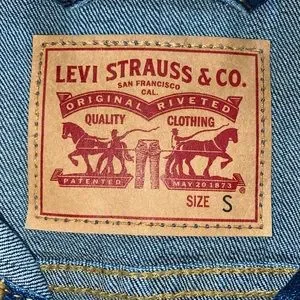 LEVI STRAUSS & CO.
SAN FRANCISCO
CAL.
ORIGINAL RIVETED
QUALITY CLOTHING
PATENTED MAY 20 1873
®
SIZE S